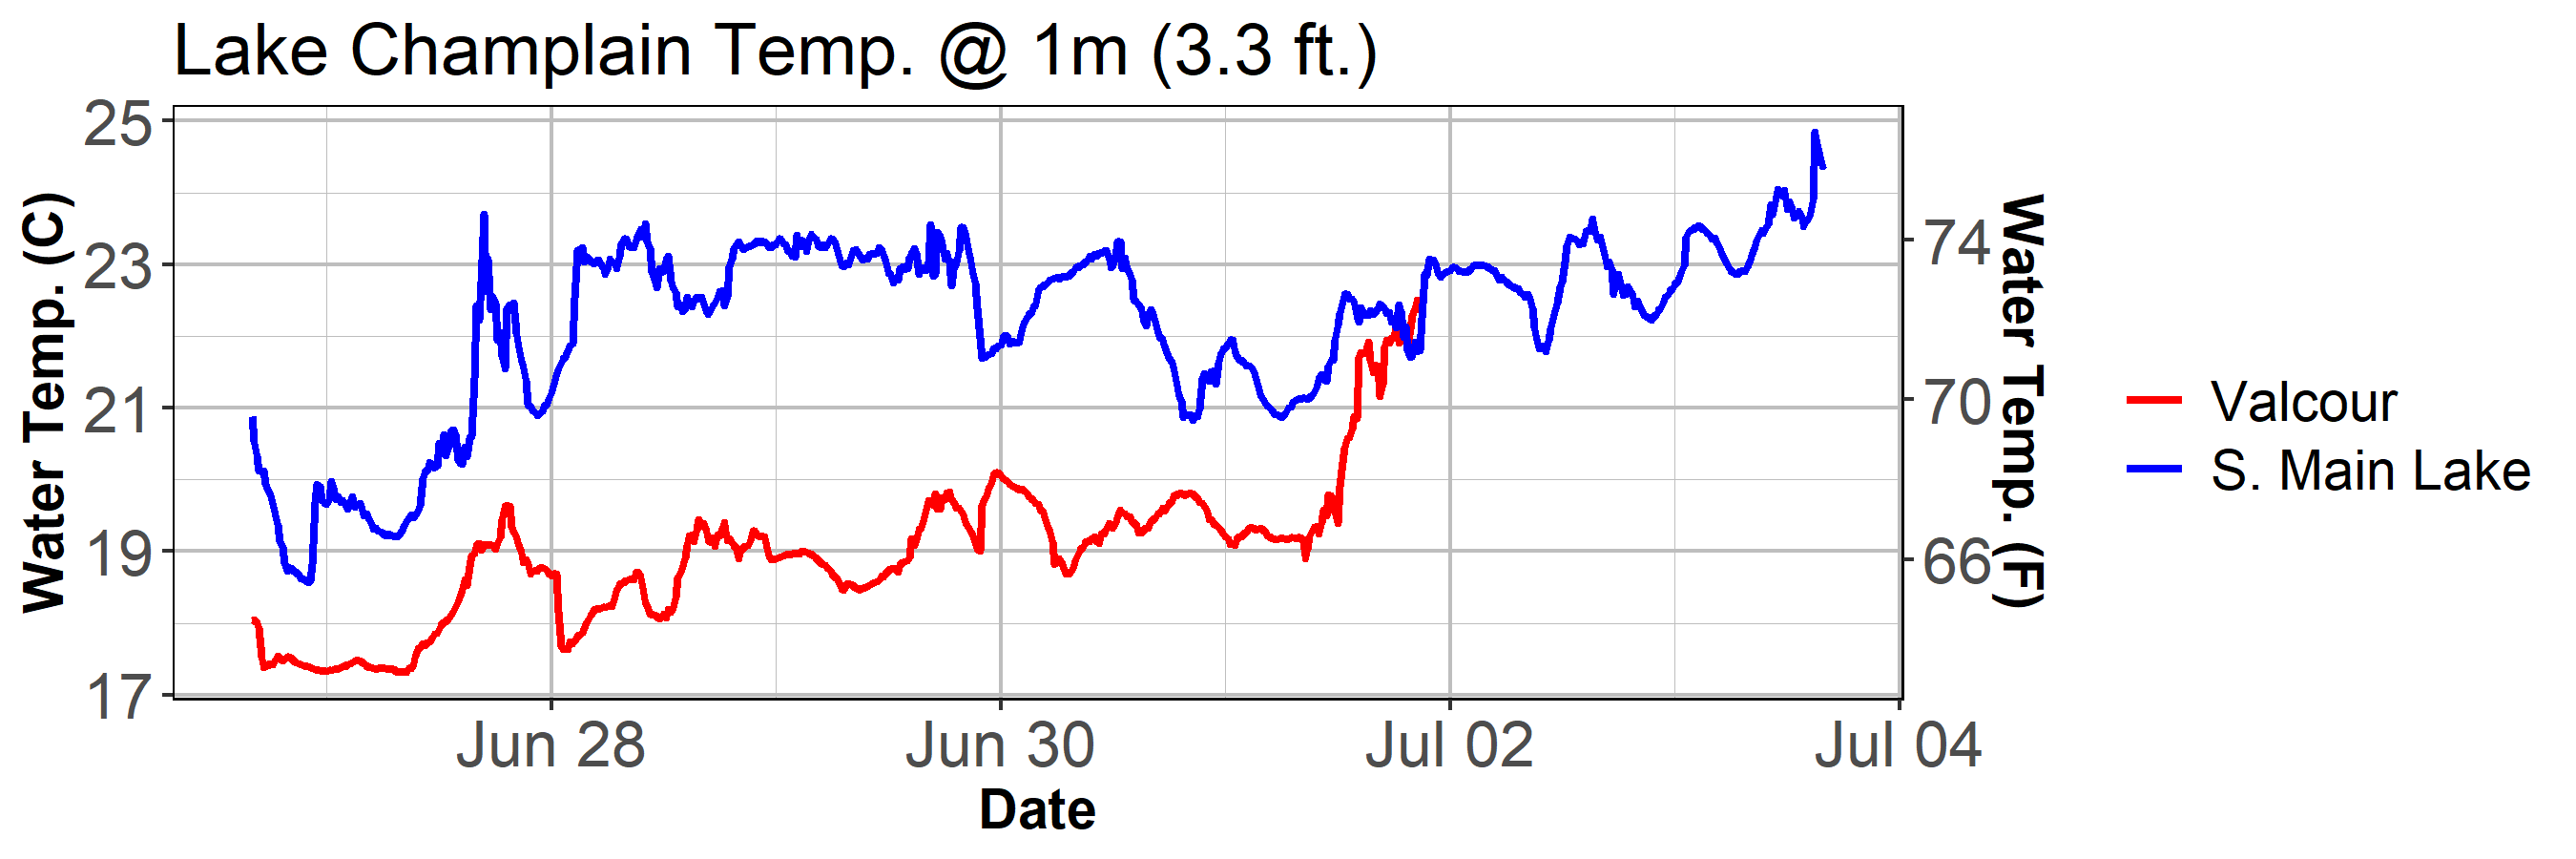 Lake Champlain Temp. @ 1m (3.3 ft.)
Water Temp. (C)
25
23
21
19
17
74
70
66
Water Temp. (F)
Jun 28
Jun 30
Jul 02
Jul 04
Date
Valcour
S. Main Lake